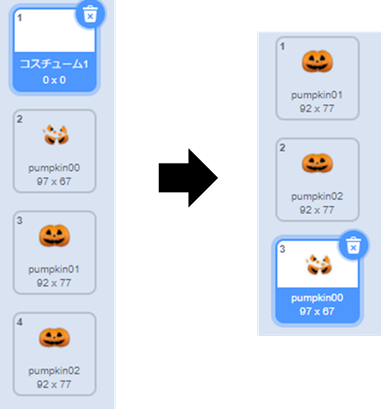 1
コスチューム1
0 x 0
2
pumpkin00
97 x 67
3
pumpkin01
92 x 77
4
pumpkin02
92 x 77
1
pumpkin01
92 x 77
2
pumpkin02
92 x 77
3
pumpkin00
97 x 67